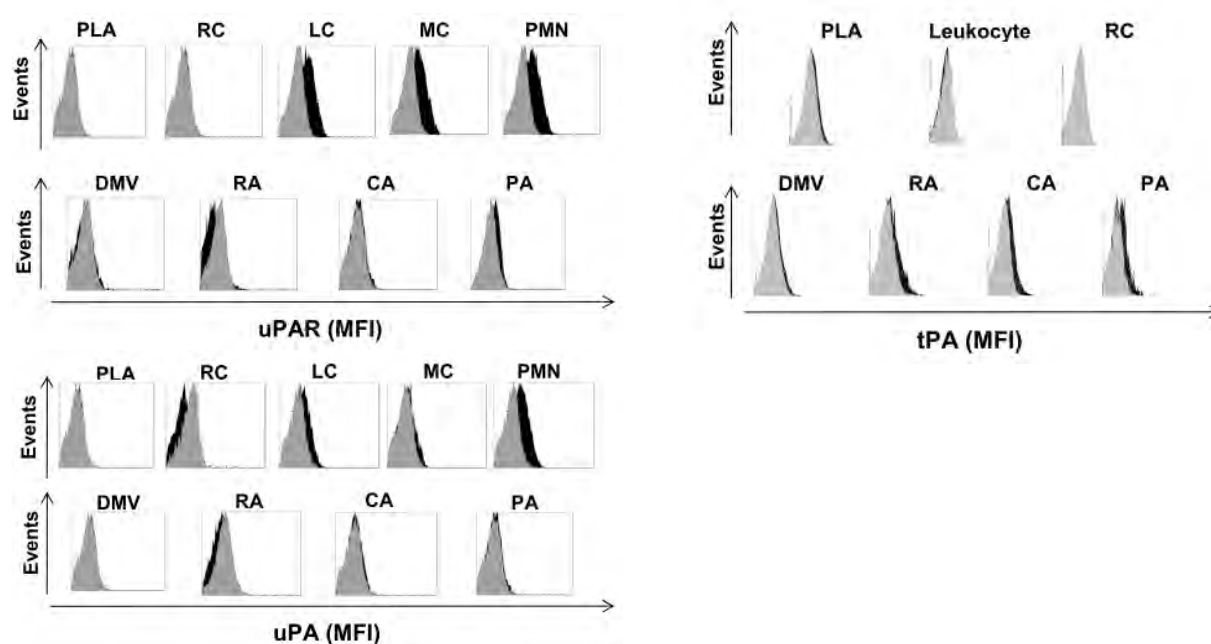 PLA RC LC MC PMN
Events
DMV RA CA PA
Events
uPAR (MFI)
PLA RC LC MC PMN
Events
DMV RA CA PA
Events
uPA (MFI)
PLA Leukocyte RC
Events
DMV RA CA PA
Events
tPA (MFI)